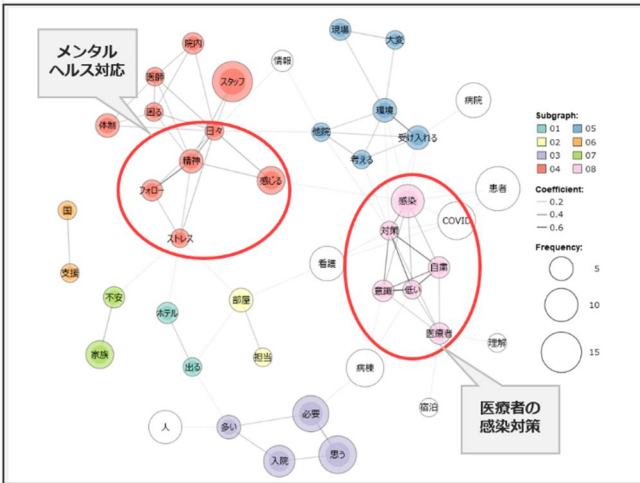 メンタル
ヘルス対応
院内
医師
困る
体制
スタッフ
日々
精神
フォロー
感じる
ストレス
情報
現場
大変
環境
他院
受け入れる
考える
病院
患者
感染
COVID
対策
看護
自粛
意識
低い
医療者
理解
病棟
宿泊
国
支援
不安
家族
ホテル
部屋
出る
担当
人
多い
必要
入院
思う
医療者の
感染対策
Subgraph:
01 05
02 06
03 07
04 08
Coefficient:
0.2
0.4
0.6
Frequency:
5
10
15